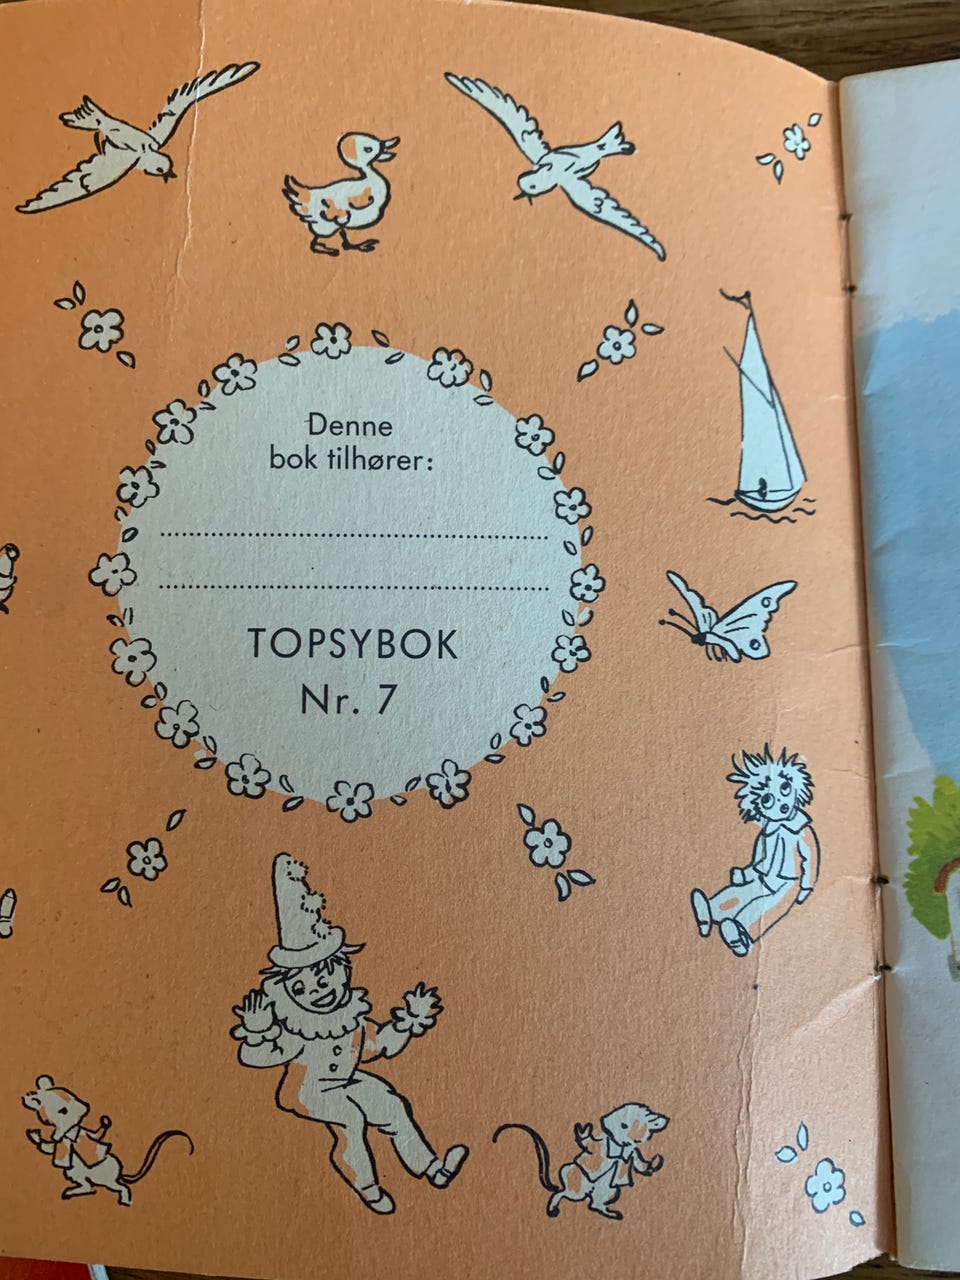 Denne
bok tilhører:
TOPSYBOK
Nr. 7